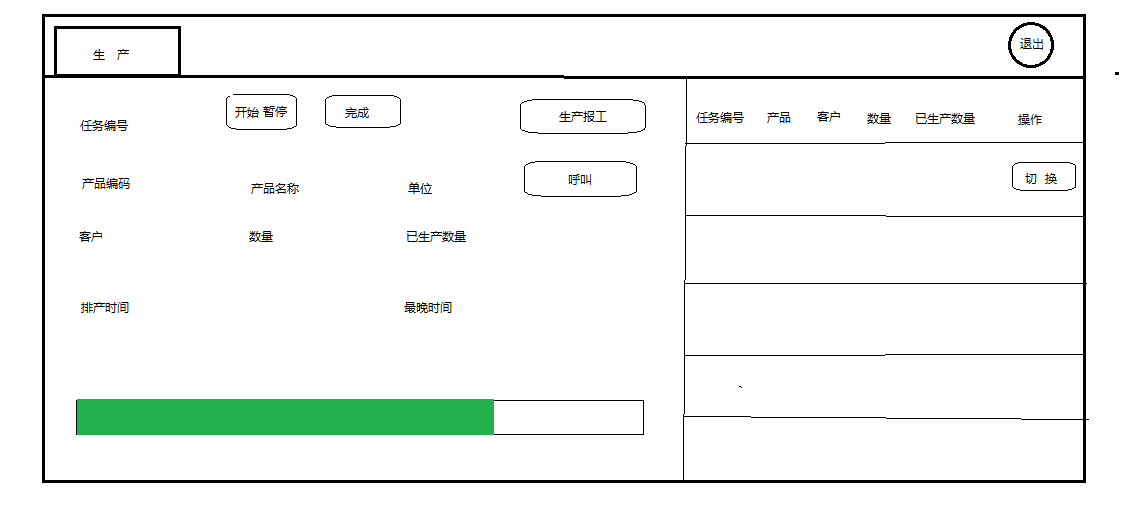 生 产
退出
任务编号
开始 暂停
完成
生产报工
产品编码
产品名称
单位
呼叫
客户
数量
已生产数量
排产时间
最晚时间
任务编号 产品 客户 数量 已生产数量 操作
切 换